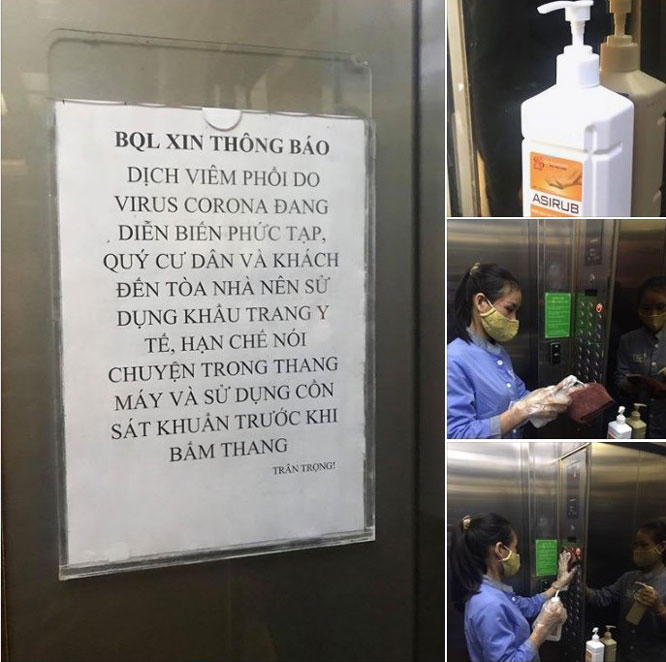 BQL XIN THÔNG BÁO
DỊCH VIÊM PHỔI DO
VIRUS CORONA ĐANG
DIỄN BIẾN PHỨC TẠP,
QUÝ CƯ DÂN VÀ KHÁCH
ĐẾN TÒA NHÀ NÊN SỬ
DỤNG KHẨU TRANG Y
TẾ, HẠN CHẾ NÓI
CHUYỆN TRONG THANG
MÁY VÀ SỬ DỤNG CỒN
SÁT KHUẨN TRƯỚC KHI
BẤM THANG
TRÂN TRỌNG!
ASIRUB